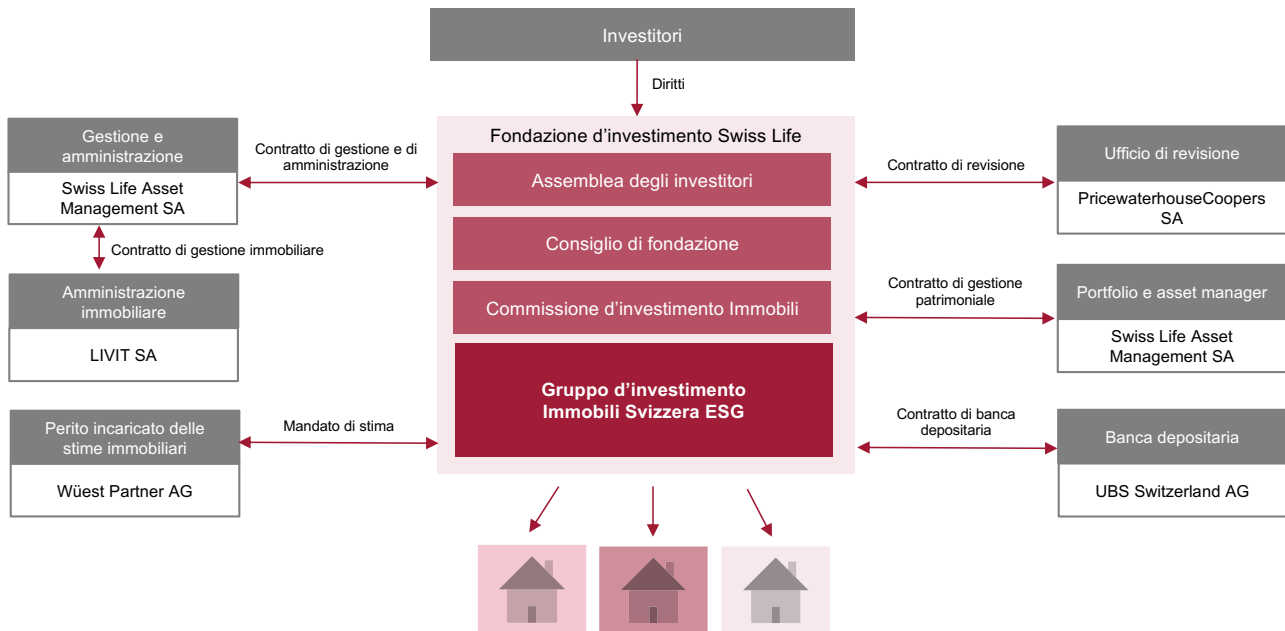 Investitori
Diritti
Gestione e
amministrazione
Swiss Life Asset
Management SA
Contratto di gestione e di
amministrazione
Contratto di gestione immobiliare
Amministrazione
immobiliare
LIVIT SA
Perito incaricato delle
stime immobiliari
Wüest Partner AG
Mandato di stima
Fondazione d’investimento Swiss Life
Assemblea degli investitori
Consiglio di fondazione
Commissione d’investimento Immobili
Gruppo d’investimento
Immobili Svizzera ESG
Contratto di revisione
Ufficio di revisione
PricewaterhouseCoopers
SA
Contratto di gestione
patrimoniale
Portfolio e asset manager
Swiss Life Asset
Management SA
Contratto di banca
depositaria
Banca depositaria
UBS Switzerland AG